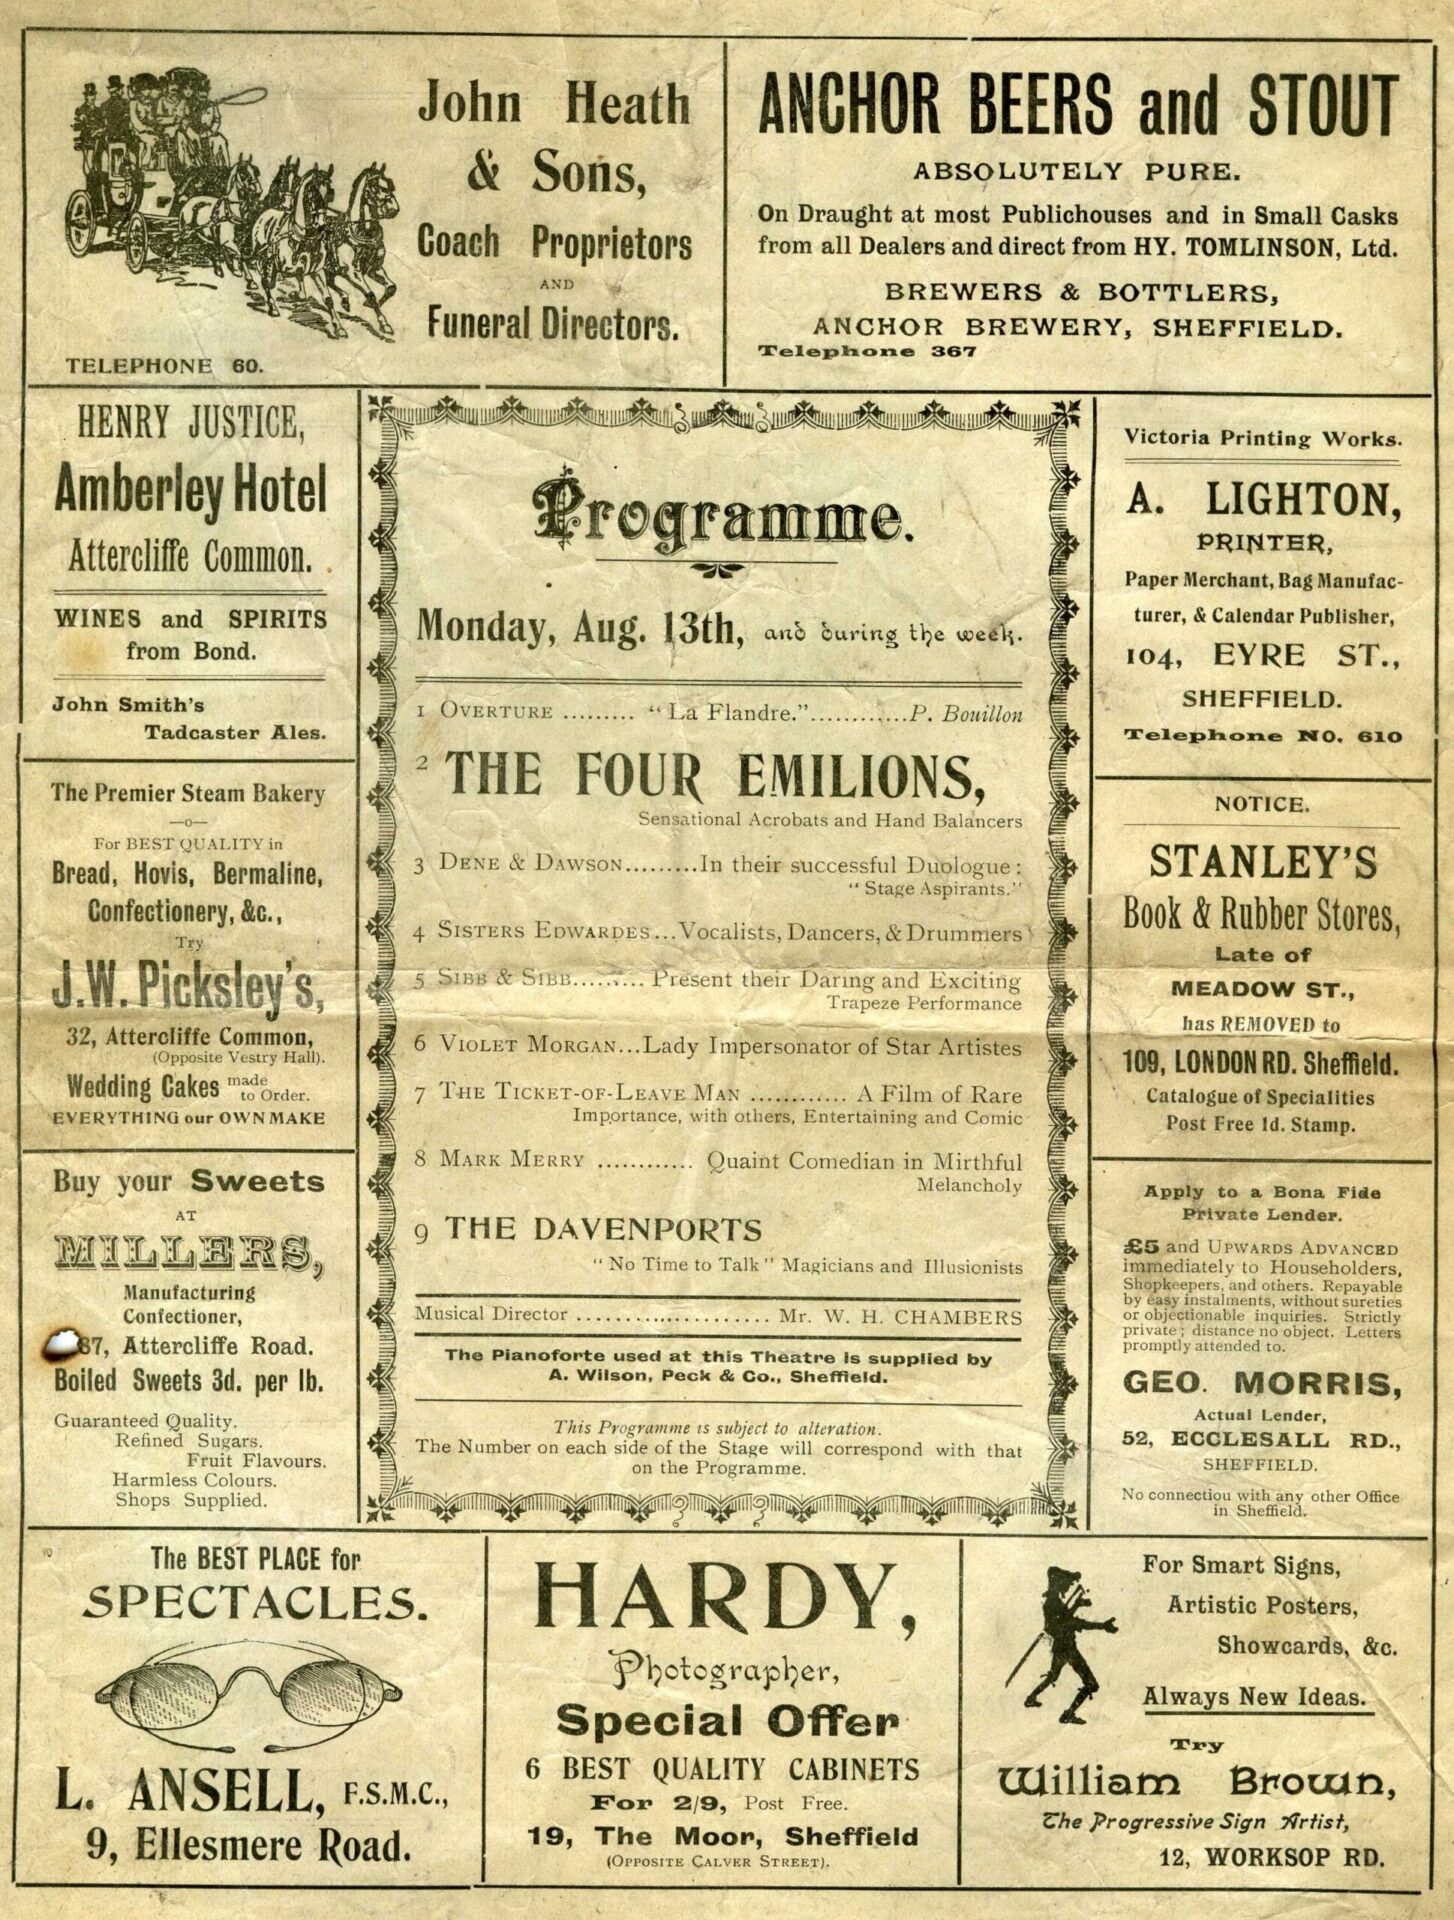 John Heath
& Sons,
Coach Proprietors
AND
Funeral Directors.
TELEPHONE 60.
ANCHOR BEERS and STOUT
ABSOLUTELY PURE.
On Draught at most Publichouses and in Small Casks
from all Dealers and direct from HY. TOMLINSON, Ltd.
BREWERS & BOTTLERS,
ANCHOR BREWERY, SHEFFIELD.
Telephone 367
HENRY JUSTICE,
Amberley Hotel
Attercliffe Common.
WINES and SPIRITS
from Bond.
John Smith's
Tadcaster Ales.
The Premier Steam Bakery
—o—
For BEST QUALITY in
Bread, Hovis, Bermaline,
Confectionery, &c.,
Try
J. W. Picksley's,
32, Attercliffe Common,
(Opposite Vestry Hall).
Wedding Cakes made
to Order.
EVERYTHING our OWN MAKE
Buy your Sweets
AT
MILLERS,
Manufacturing
Confectioner,
87, Attercliffe Road.
Boiled Sweets 3d. per lb.
Guaranteed Quality.
Refined Sugars.
Fruit Flavours.
Harmless Colours.
Shops Supplied.
Programme.
Monday, Aug. 13th, and during the week.
1 OVERTURE ......... "La Flandre."............P. Bouillon
2 THE FOUR EMILIONS,
Sensational Acrobats and Hand Balancers
3 DENE & DAWSON.........In their successful Duologue:
"Stage Aspirants."
4 SISTERS EDWARDES...Vocalists, Dancers, & Drummers
5 SIBB & SIBB......... Present their Daring and Exciting
Trapeze Performance
6 VIOLET MORGAN...Lady Impersonator of Star Artistes
7 THE TICKET-OF-LEAVE MAN ............ A Film of Rare
Importance, with others, Entertaining and Comic
8 MARK MERRY ............ Quaint Comedian in Mirthful
Melancholy
9 THE DAVENPORTS
"No Time to Talk" Magicians and Illusionists
Musical Director ...................... Mr. W. H. CHAMBERS
The Pianoforte used at this Theatre is supplied by
A. Wilson, Peck & Co., Sheffield.
This Programme is subject to alteration.
The Number on each side of the Stage will correspond with that
on the Programme.
Victoria Printing Works.
A. LIGHTON,
PRINTER,
Paper Merchant, Bag Manufac-
turer, & Calendar Publisher,
104, EYRE ST.,
SHEFFIELD.
Telephone NO. 610
NOTICE.
STANLEY'S
Book & Rubber Stores,
Late of
MEADOW ST.,
has REMOVED to
109, LONDON RD. Sheffield.
Catalogue of Specialities
Post Free 1d. Stamp.
Apply to a Bona Fide
Private Lender.
£5 and UPWARDS ADVANCED
immediately to Householders,
Shopkeepers, and others. Repayable
by easy instalments, without sureties
or objectionable inquiries. Strictly
private; distance no object. Letters
promptly attended to.
GEO. MORRIS,
Actual Lender,
52, ECCLESALL RD.,
SHEFFIELD.
No connectiou with any other Office
in Sheffield.
The BEST PLACE for
SPECTACLES.
L. ANSELL, F.S.M.C.,
9, Ellesmere Road.
HARDY,
Photographer,
Special Offer
6 BEST QUALITY CABINETS
For 2/9, Post Free.
19, The Moor, Sheffield
(OPPOSITE CALVER STREET).
For Smart Signs,
Artistic Posters,
Showcards, &c.
Always New Ideas.
Try
William Brown,
The Progressive Sign Artist,
12, WORKSOP RD.